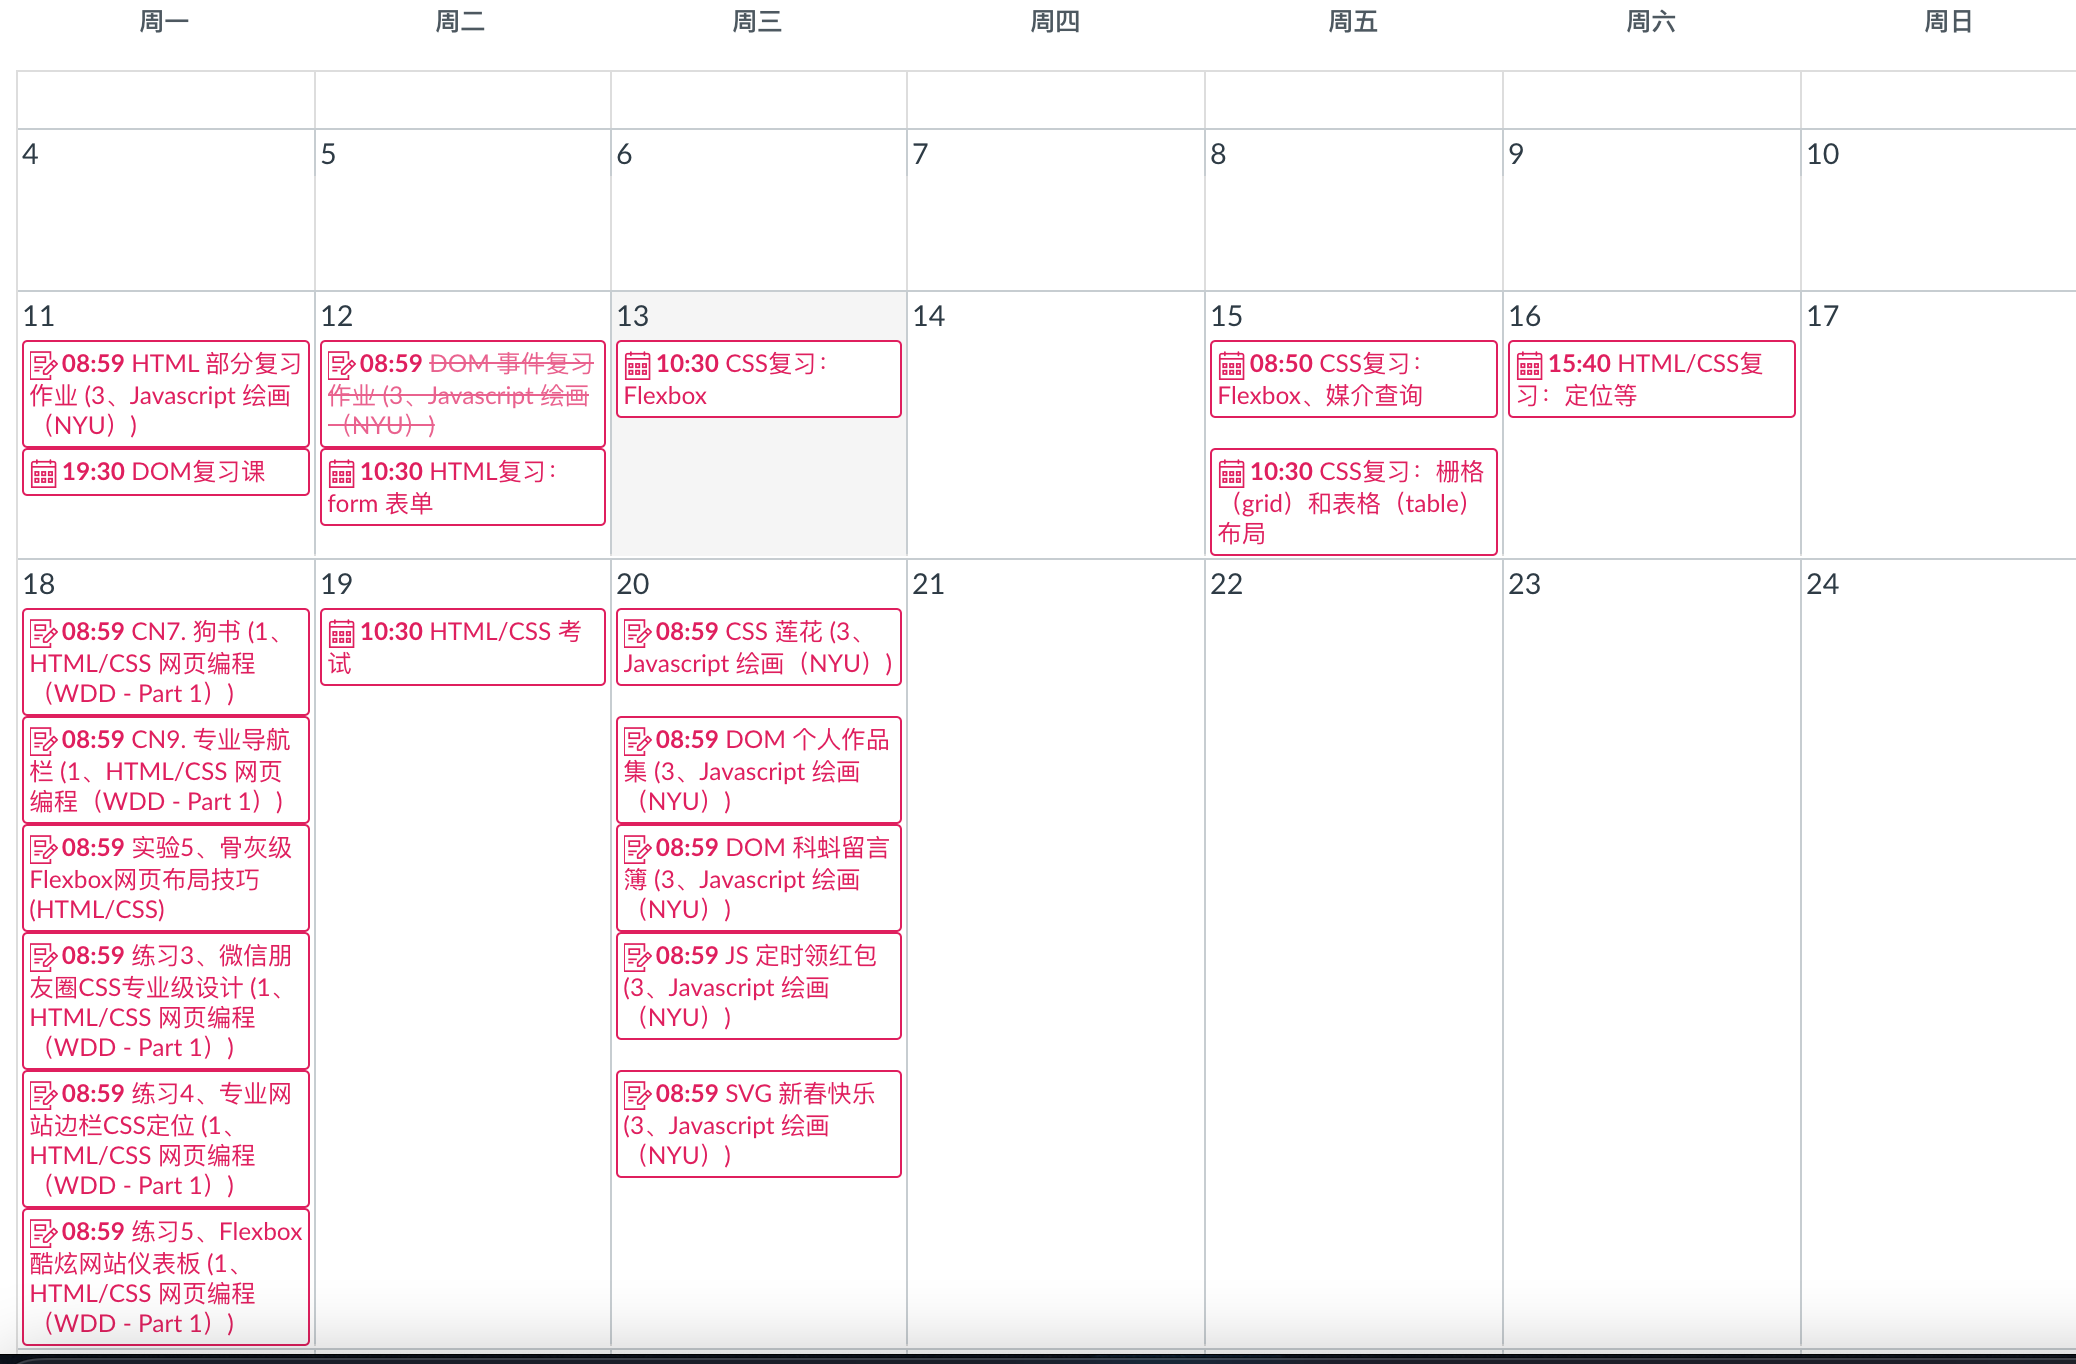 周一
周二
周三
周四
周五
周六
周日
4
5
6
7
8
9
10
11
08:59 HTML 部分复习
作业 (3、Javascript 绘画
（NYU）)
19:30 DOM复习课
12
08:59 DOM 事件复习
作业 (3、Javascript 绘画
（NYU）)
10:30 HTML复习：
form 表单
13
10:30 CSS复习：
Flexbox
14
15
08:50 CSS复习：
Flexbox、媒介查询
10:30 CSS复习：栅格
（grid）和表格（table）
布局
16
15:40 HTML/CSS复
习：定位等
17
18
08:59 CN7. 狗书 (1、
HTML/CSS 网页编程
（WDD - Part 1）)
08:59 CN9. 专业导航
栏 (1、HTML/CSS 网页
编程（WDD - Part 1）)
08:59 实验5、骨灰级
Flexbox网页布局技巧
(HTML/CSS)
08:59 练习3、微信朋
友圈CSS专业级设计 (1、
HTML/CSS 网页编程
（WDD - Part 1）)
08:59 练习4、专业网
站边栏CSS定位 (1、
HTML/CSS 网页编程
（WDD - Part 1）)
08:59 练习5、Flexbox
酷炫网站仪表板 (1、
HTML/CSS 网页编程
（WDD - Part 1）)
19
10:30 HTML/CSS 考
试
20
08:59 CSS 莲花 (3、
Javascript 绘画（NYU）)
08:59 DOM 个人作品
集 (3、Javascript 绘画
（NYU）)
08:59 DOM 科蚪留言
簿 (3、Javascript 绘画
（NYU）)
08:59 JS 定时领红包
(3、Javascript 绘画
（NYU）)
08:59 SVG 新春快乐
(3、Javascript 绘画
（NYU）)
21
22
23
24